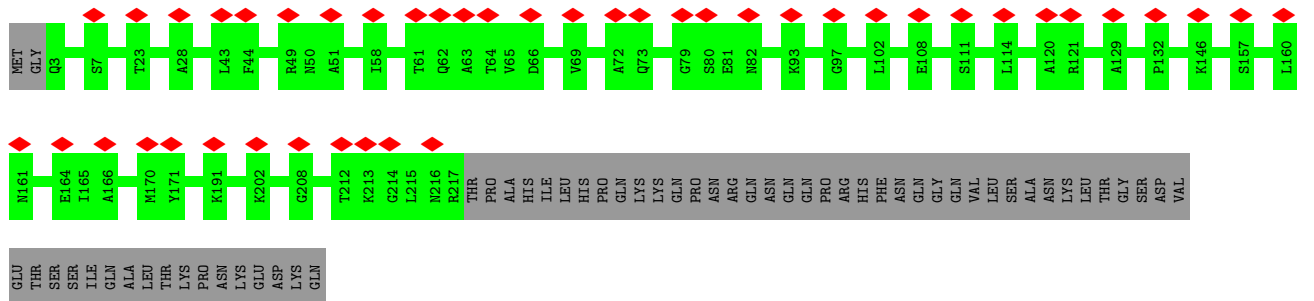 MET GLY Q3 S7 T23 A28 L43 F44 R49 N50 A51 I58 T61 Q62 A63 T64 V65 D66 V69 A72 Q73 G79 S80 E81 N82 K93 G97 L102 E108 S111 L114 A120 R121 A129 P132 K146 S157 L160
N161 E164 I165 A166 M170 Y171 K191 K202 G208 T212 K213 G214 L215 N216 R217 THR PRO ALA HIS ILE LEU HIS PRO GLN LYS LYS GLN PRO ASN ARG GLN ASN GLN GLN PRO ARG HIS PHE ASN GLN GLY GLN VAL LEU SER ALA ASN LYS LEU THR GLY SER ASP VAL
GLU THR SER SER ILE GLN ALA LEU THR LYS PRO ASN LYS GLU ASP LYS GLN